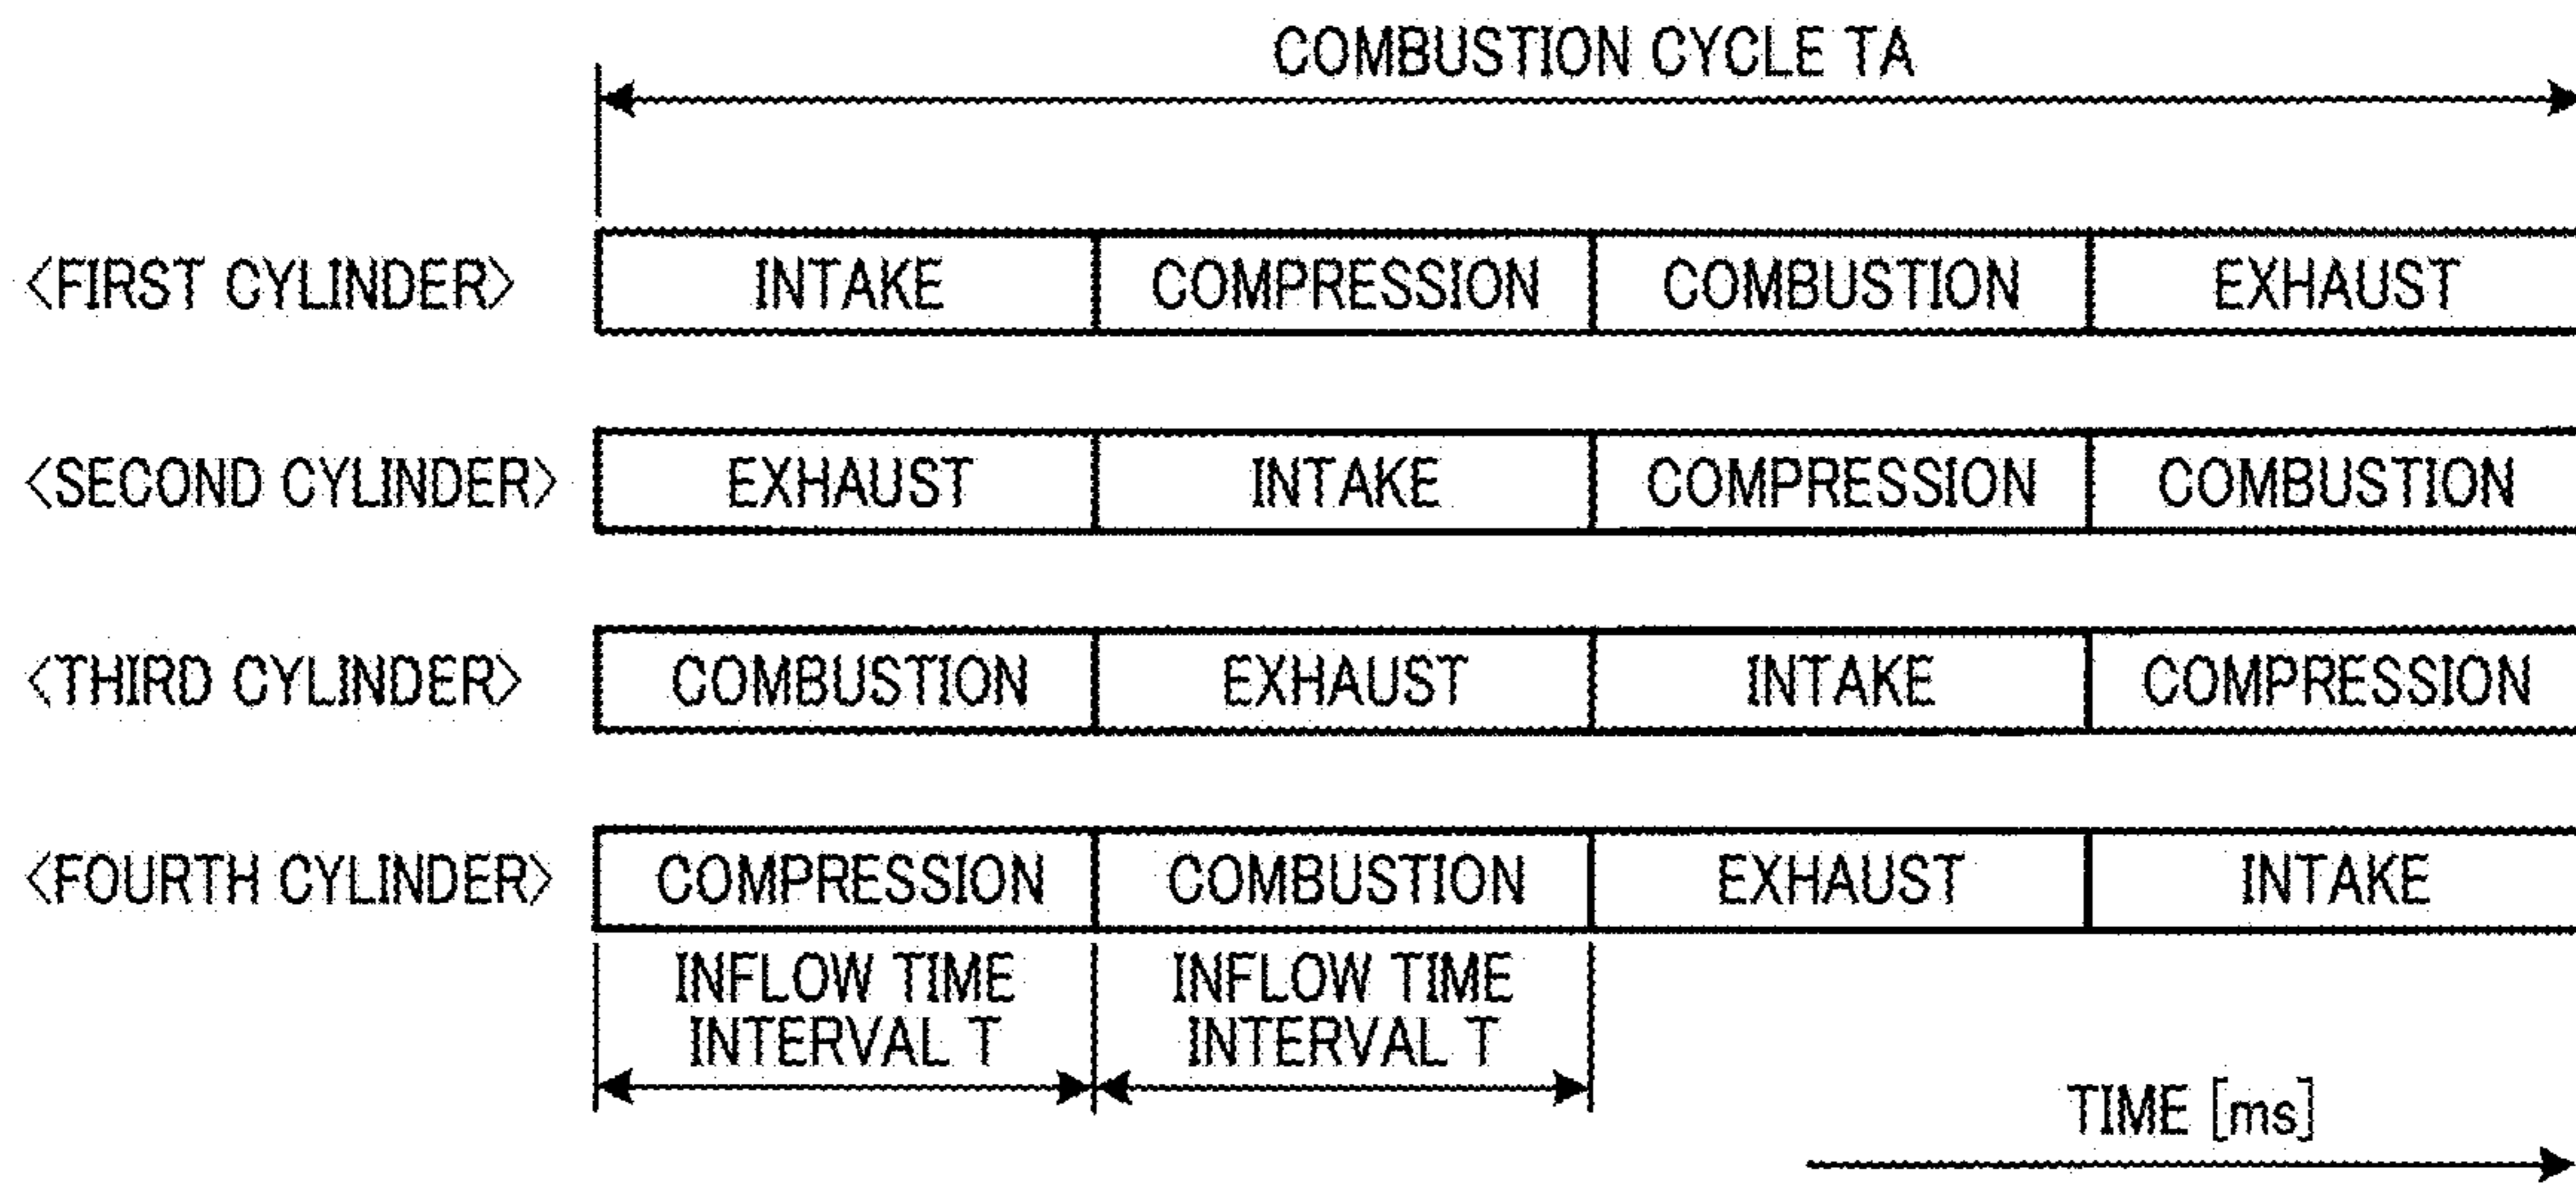 COMBUSTION CYCLE TA
<FIRST CYLINDER> INTAKE COMPRESSION COMBUSTION EXHAUST
<SECOND CYLINDER> EXHAUST INTAKE COMPRESSION COMBUSTION
<THIRD CYLINDER> COMBUSTION EXHAUST INTAKE COMPRESSION
<FOURTH CYLINDER> COMPRESSION COMBUSTION EXHAUST INTAKE
INFLOW TIME INFLOW TIME
INTERVAL T INTERVAL T
TIME [ms]